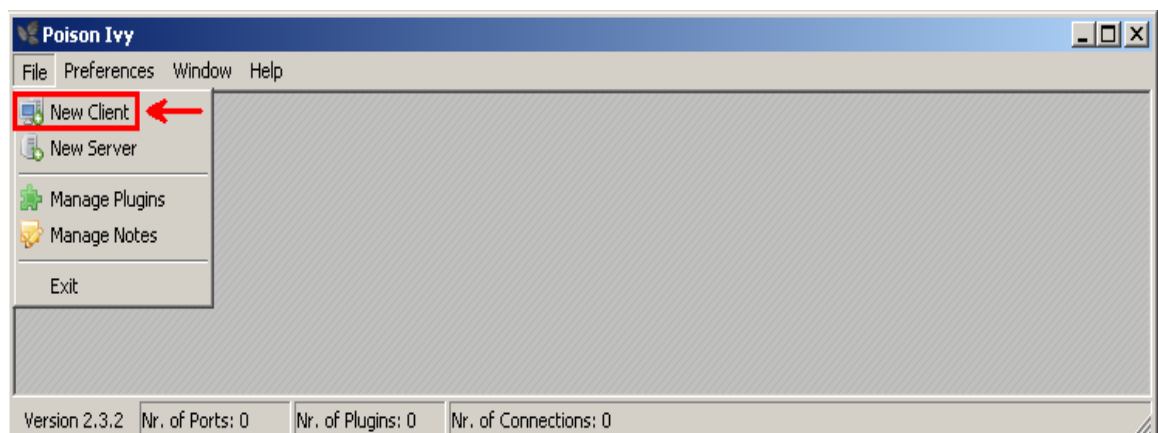 Poison Ivy
File Preferences Window Help
New Client
New Server
Manage Plugins
Manage Notes
Exit
Version 2.3.2 Nr. of Ports: 0 Nr. of Plugins: 0 Nr. of Connections: 0